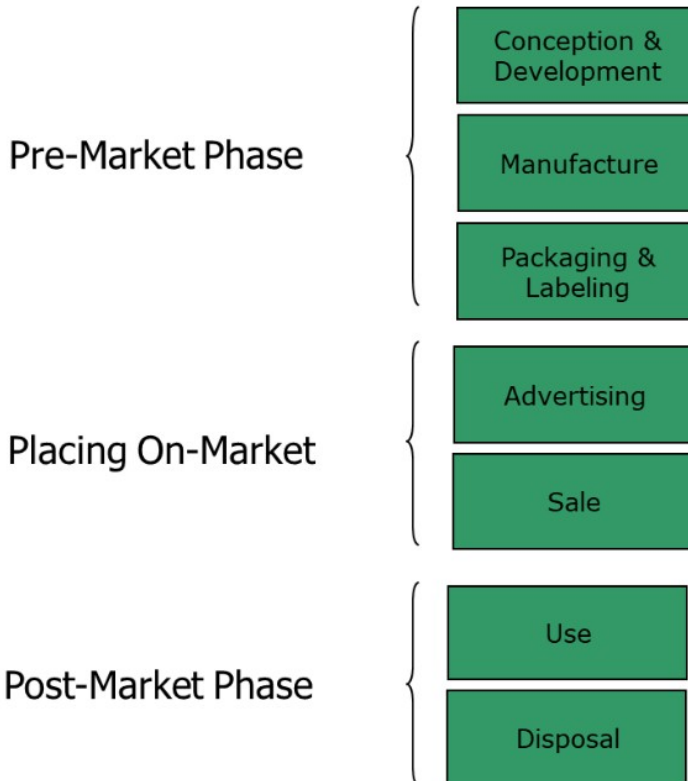 Pre-Market Phase
Conception &
Development
Manufacture
Packaging &
Labeling
Placing On-Market
Advertising
Sale
Post-Market Phase
Use
Disposal